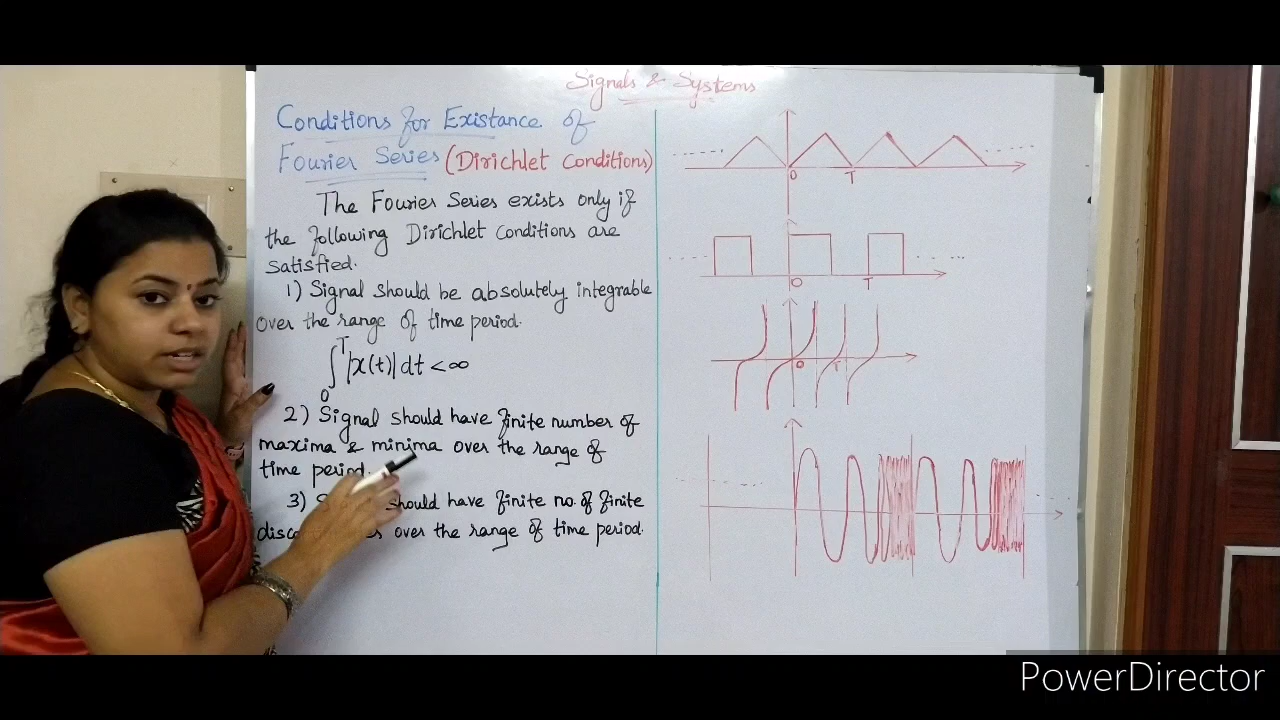 Signals & Systems
Conditions for Existance of
Fourier Series (Dirichlet Conditions)
The Fourier Series exists only if
the following Dirichlet Conditions are
satisfied.
1) Signal should be absolutely integrable
over the range of time period.
∫₀ᵀ |x(t)| dt < ∞
2) Signal should have finite number of
maxima & minima over the range of
time period.
3) should have finite no. of finite
over the range of time period.
0 T
0 T
0 T
PowerDirector